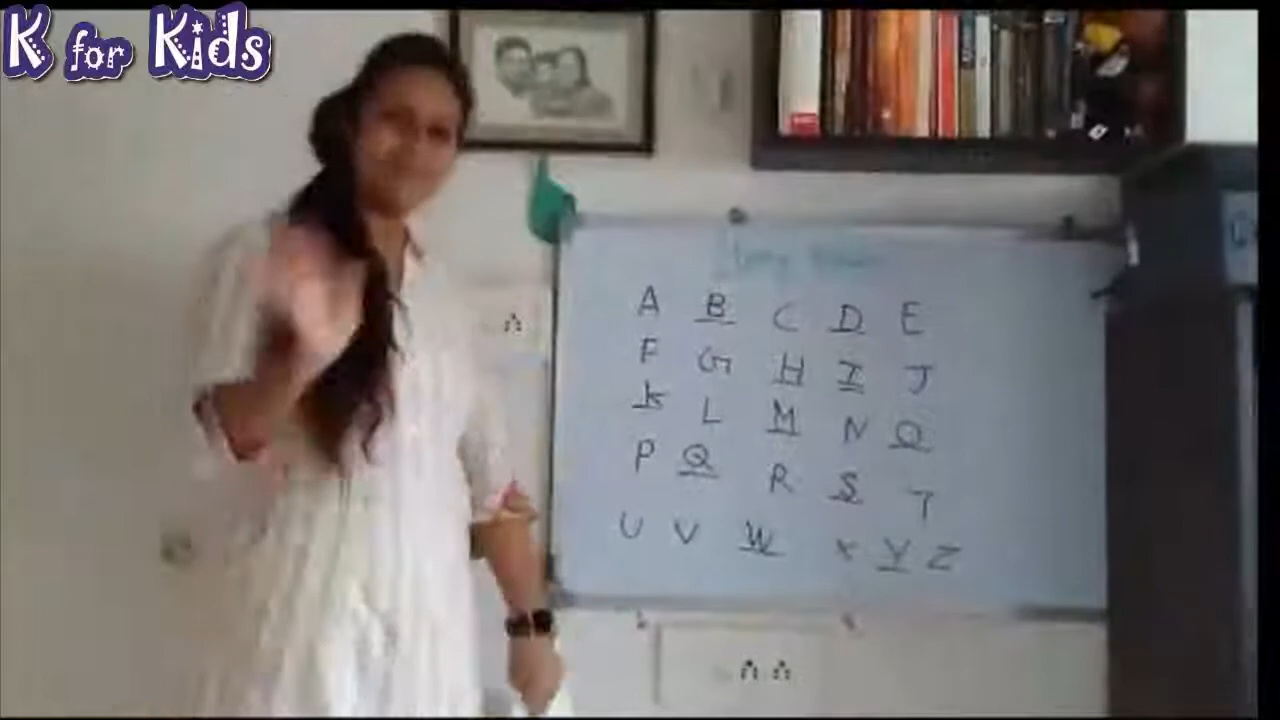 K for Kids
A B C D E
F G H I J
K L M N O
P Q R S T
U V W X Y Z